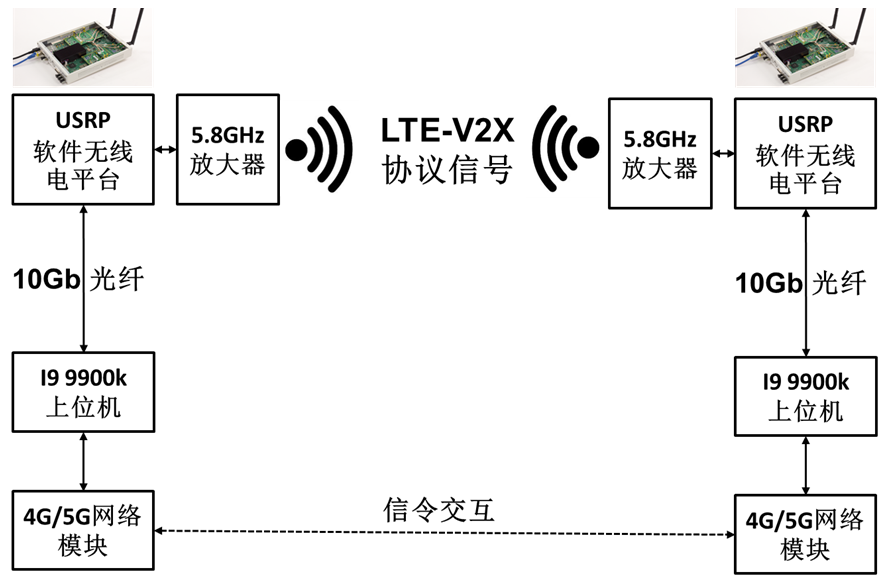 USRP
软件无线
电平台
5.8GHz
放大器
LTE-V2X
协议信号
5.8GHz
放大器
USRP
软件无线
电平台
10Gb 光纤
10Gb 光纤
I9 9900k
上位机
I9 9900k
上位机
4G/5G网络
模块
信令交互
4G/5G网络
模块